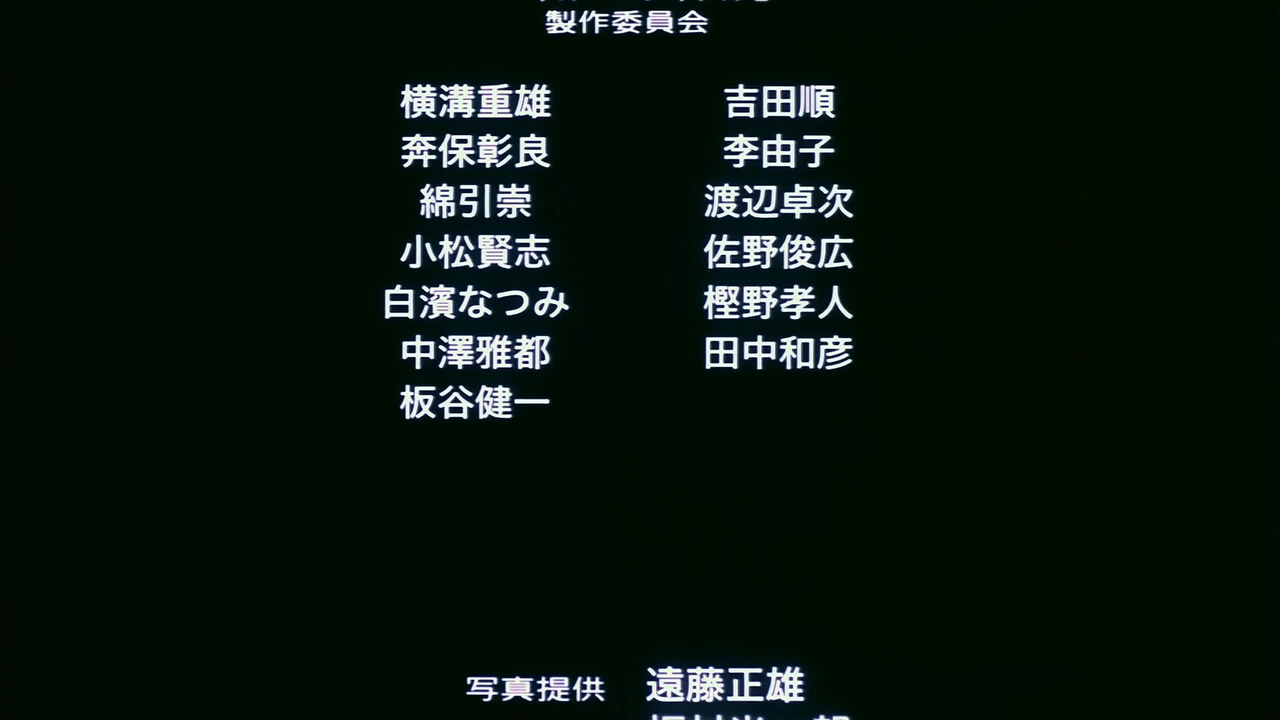 製作委員会
横溝重雄 吉田順
奔保彰良 李由子
綿引崇 渡辺卓次
小松賢志 佐野俊広
白濱なつみ 樫野孝人
中澤雅都 田中和彦
板谷健一
写真提供 遠藤正雄